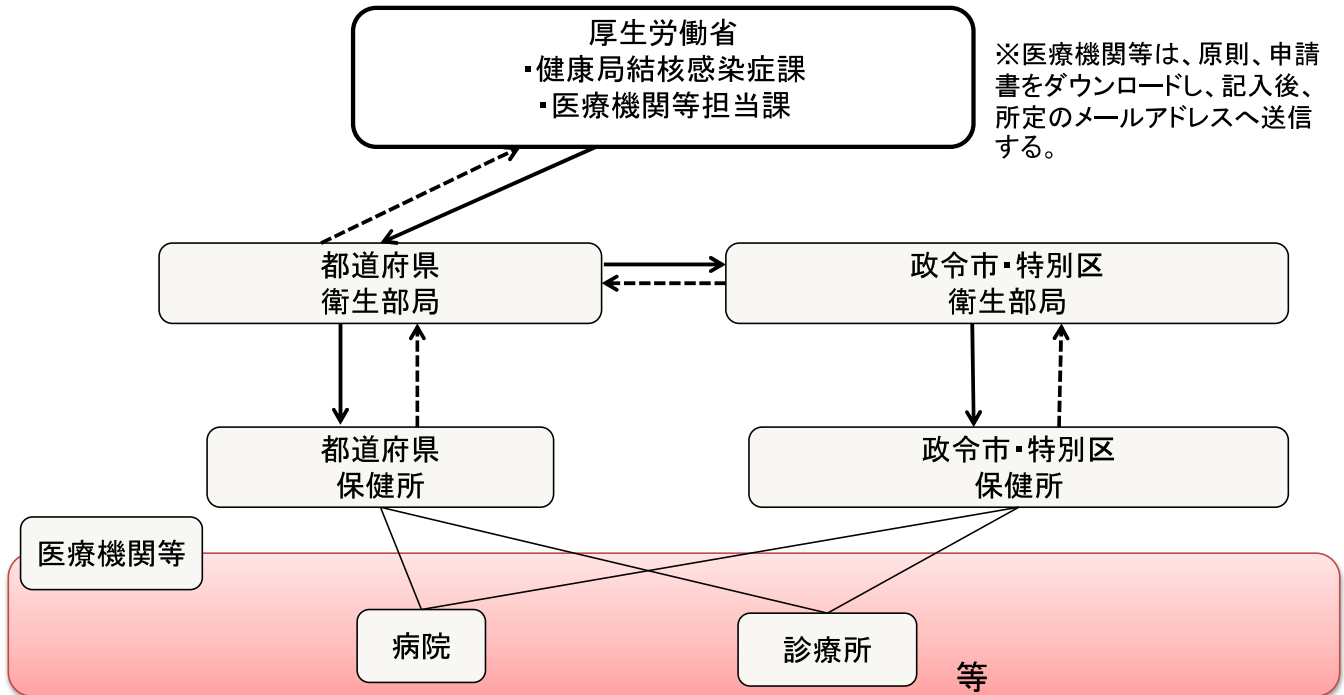 厚生労働省
・健康局結核感染症課
・医療機関等担当課
※医療機関等は、原則、申請
書をダウンロードし、記入後、
所定のメールアドレスへ送信
する。
都道府県
衛生部局
政令市・特別区
衛生部局
都道府県
保健所
政令市・特別区
保健所
医療機関等
病院
診療所
等